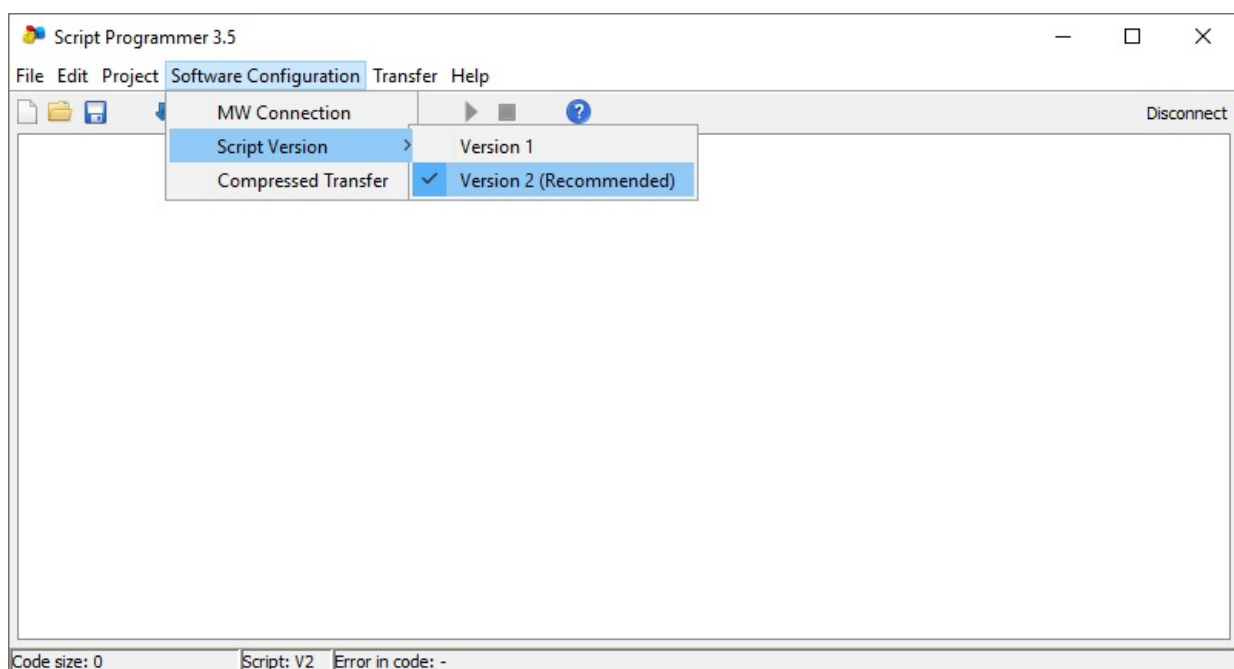 Script Programmer 3.5
File Edit Project Software Configuration Transfer Help
MW Connection
Disconnect
Script Version
Version 1
Compressed Transfer
Version 2 (Recommended)
Code size: 0
Script: V2
Error in code: -